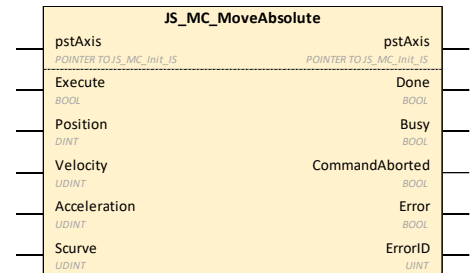 JS_MC_MoveAbsolute
pstAxis pstAxis
POINTER TO JS_MC_Init_IS POINTER TO JS_MC_Init_IS
Execute Done
BOOL BOOL
Position Busy
DINT BOOL
Velocity CommandAborted
UDINT BOOL
Acceleration Error
UDINT BOOL
Scurve ErrorID
UDINT UINT